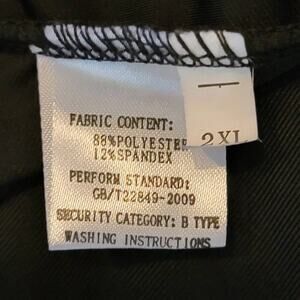 FABRIC CONTENT:
88%POLYESTER
12%SPANDEX
2XL
PERFORM STANDARD:
GB/T22849-2009
SECURITY CATEGORY: B TYPE
WASHING INSTRUCTIONS